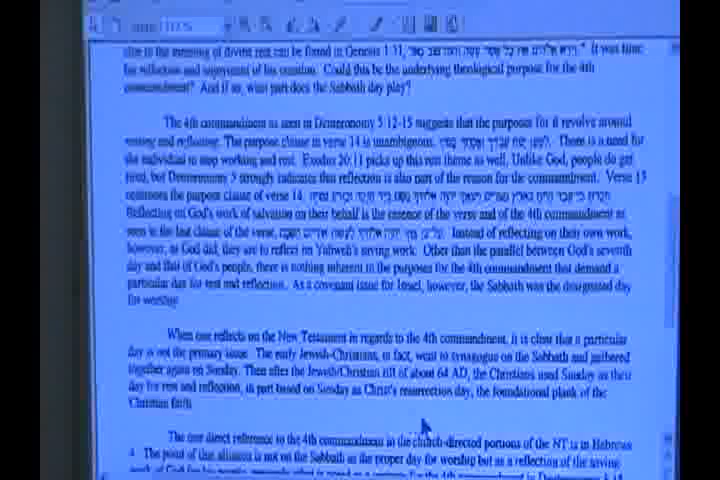 clue to the meaning of divine rest can be found in Genesis 1:31, It was time
for reflection and enjoyment of his creation. Could this be the underlying theological purpose for the 4th
commandment? And if so, what part does the Sabbath day play?
The 4th commandment as seen in Deuteronomy 5:12-15 suggests that the purposes for it revolve around
resting and reflecting. The purpose clause in verse 14 is unambiguous, There is a need for
the individual to stop working and rest. Exodus 20:11 picks up this rest theme as well. Unlike God, people do get
tired, but Deuteronomy 5 strongly indicates that reflection is also part of the reason for the commandment. Verse 15
continues the purpose clause of verse 14,
Reflecting on God's work of salvation on their behalf is the essence of the verse and of the 4th commandment as
seen in the last clause of the verse, Instead of reflecting on their own work,
however, as God did, they are to reflect on Yahweh's saving work. Other than the parallel between God's seventh
day and that of God's people, there is nothing inherent in the purposes for the 4th commandment that demand a
particular day for rest and reflection. As a covenant issue for Israel, however, the Sabbath was the designated day
for worship.
When one reflects on the New Testament in regards to the 4th commandment, it is clear that a particular
day is not the primary issue. The early Jewish-Christians, in fact, went to synagogue on the Sabbath and gathered
together again on Sunday. Then after the Jewish/Christian rift of about 64 AD, the Christians used Sunday as their
day for rest and reflection, in part based on Sunday as Christ's resurrection day, the foundational plank of the
Christian faith.
The one direct reference to the 4th commandment in the church-directed portions of the NT is in Hebrews
4. The point of this allusion is not on the Sabbath as the proper day for worship but as a reflection of the saving
work of God for his people